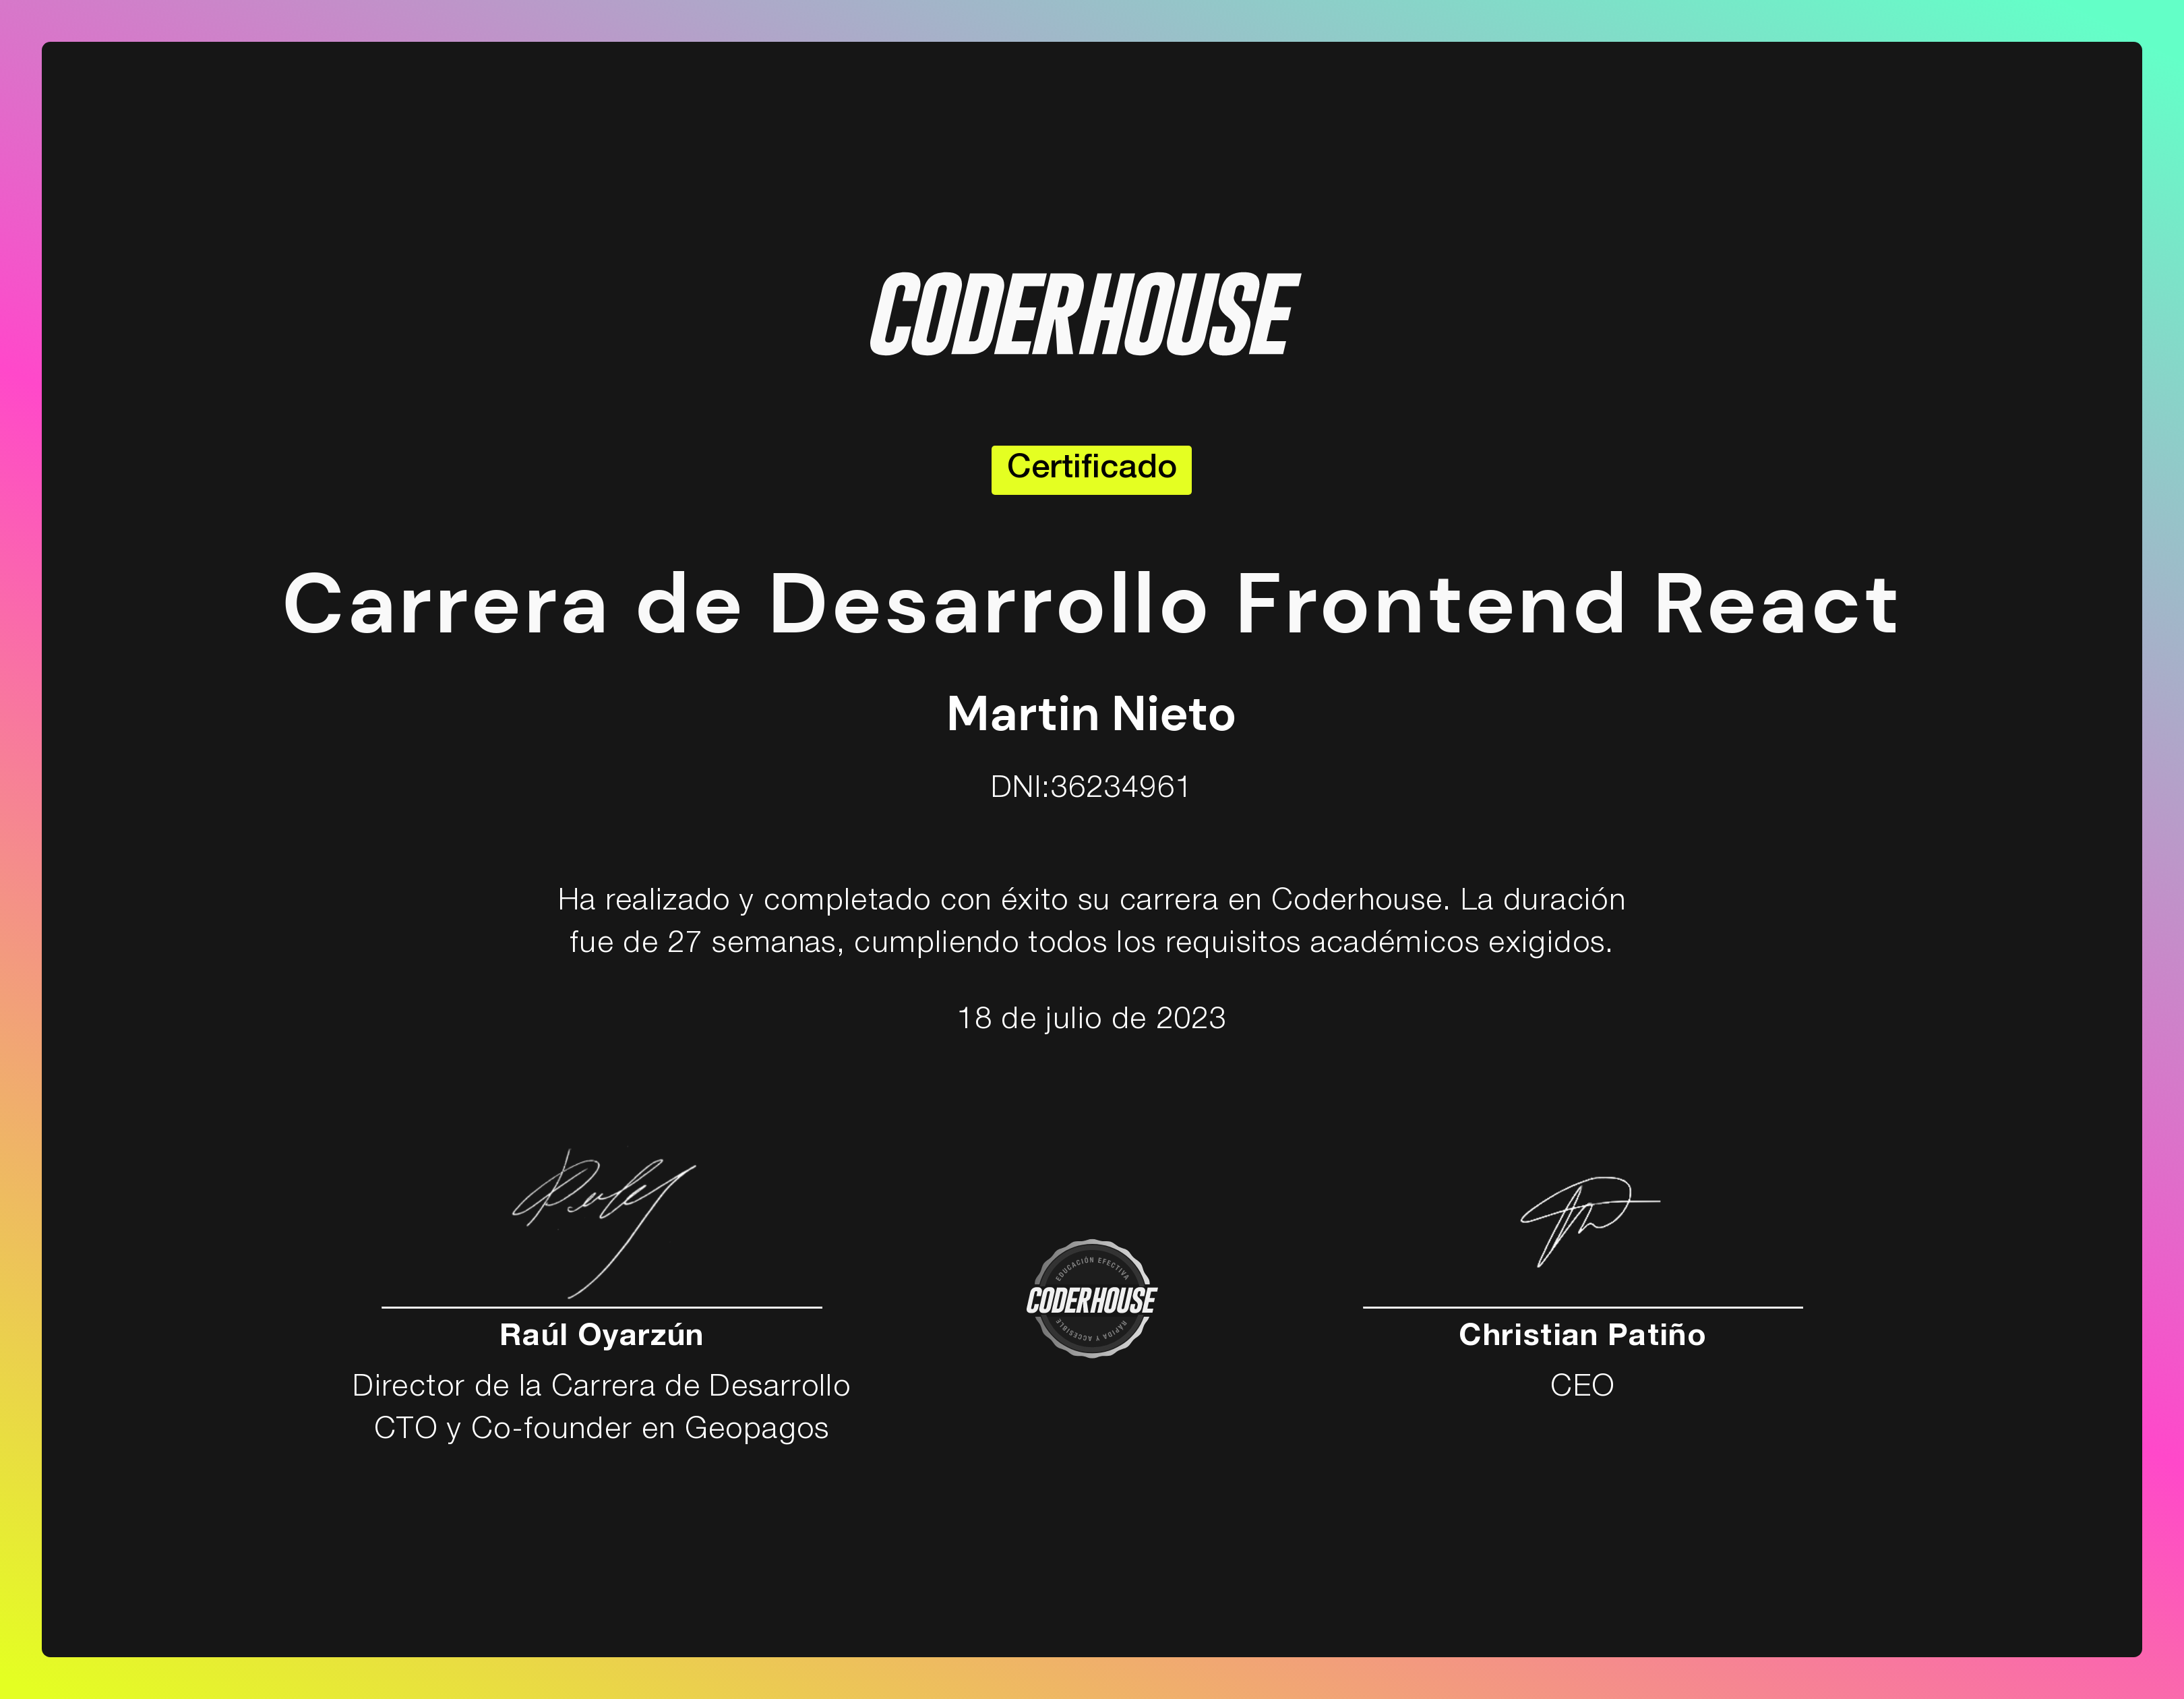 CODERHOUSE
Certificado
Carrera de Desarrollo Frontend React
Martin Nieto
DNI:36234961
Ha realizado y completado con éxito su carrera en Coderhouse. La duración
fue de 27 semanas, cumpliendo todos los requisitos académicos exigidos.
18 de julio de 2023
Raúl Oyarzún
Director de la Carrera de Desarrollo
CTO y Co-founder en Geopagos
EDUCACIÓN EFECTIVA
CODERHOUSE
RÁPIDA Y ACCESIBLE
Christian Patiño
CEO